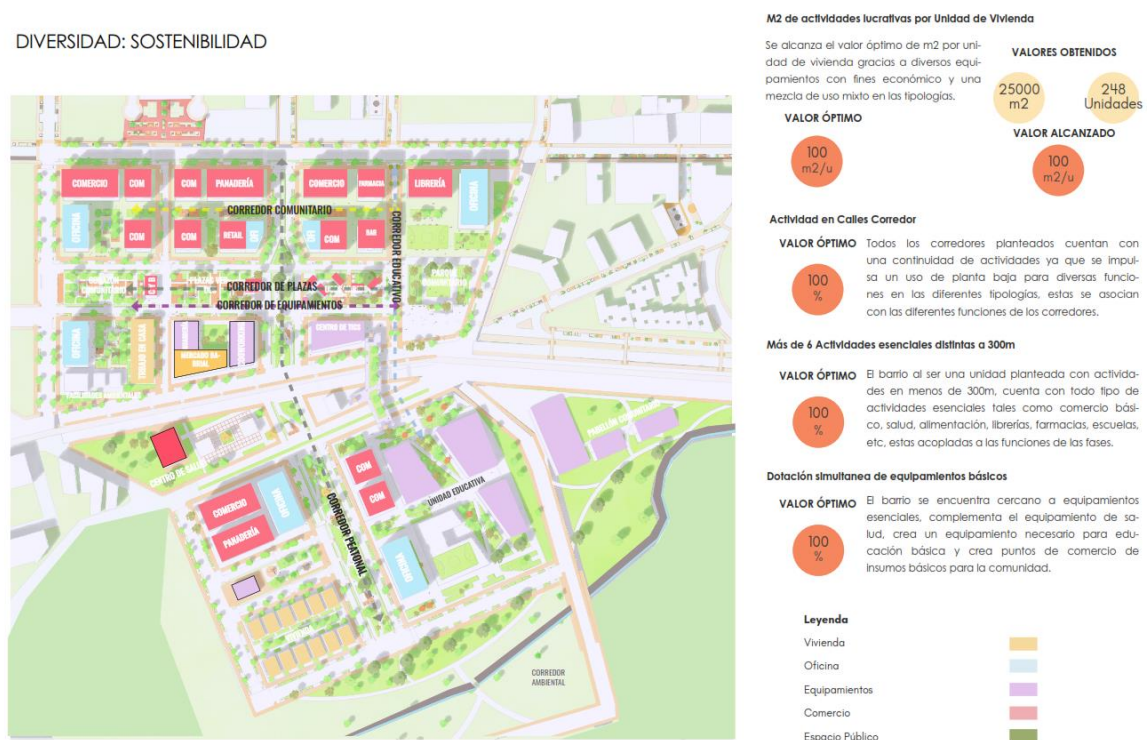 DIVERSIDAD: SOSTENIBILIDAD
COMERCIO
COM
COM
PANADERÍA
COMERCIO
FARMACIA
LIBRERÍA
OFICINA
OFICINA
CORREDOR COMUNITARIO
COM
COM
RETAIL
OFI
OFI
COM
BAR
CORREDOR EDUCATIVO
CORREDOR DE PLAZAS
CORREDOR DE EQUIPAMIENTOS
PARQUE
OFICINA
CENTRO DE TICS
CENTRO DE SALUD
COM
COM
UNIDAD EDUCATIVA
COMERCIO
PANADERÍA
OFICINA
CORREDOR PEATONAL
OFICINA
CORREDOR
AMBIENTAL
M2 de actividades lucrativas por Unidad de Vivienda
Se alcanza el valor óptimo de m2 por uni-
dad de vivienda gracias a diversos equi-
pamientos con fines económico y una
mezcla de uso mixto en las tipologías.
VALORES OBTENIDOS
25000
m2
248
Unidades
VALOR ÓPTIMO
100
m2/u
VALOR ALCANZADO
100
m2/u
Actividad en Calles Corredor
VALOR ÓPTIMO
100
%
Todos los corredores planteados cuentan con
una continuidad de actividades ya que se impul-
sa un uso de planta baja para diversas funcio-
nes en las diferentes tipologías, estas se asocian
con las diferentes funciones de los corredores.
Más de 6 Actividades esenciales distintas a 300m
VALOR ÓPTIMO
100
%
El barrio al ser una unidad planteada con activida-
des en menos de 300m, cuenta con todo tipo de
actividades esenciales tales como comercio bási-
co, salud, alimentación, librerías, farmacias, escuelas,
etc, estas acopladas a las funciones de las fases.
Dotación simultanea de equipamientos básicos
VALOR ÓPTIMO
100
%
El barrio se encuentra cercano a equipamientos
esenciales, complementa el equipamiento de sa-
lud, crea un equipamiento necesario para edu-
cación básica y crea puntos de comercio de
insumos básicos para la comunidad.
Leyenda
Vivienda
Oficina
Equipamientos
Comercio
Espacio Público